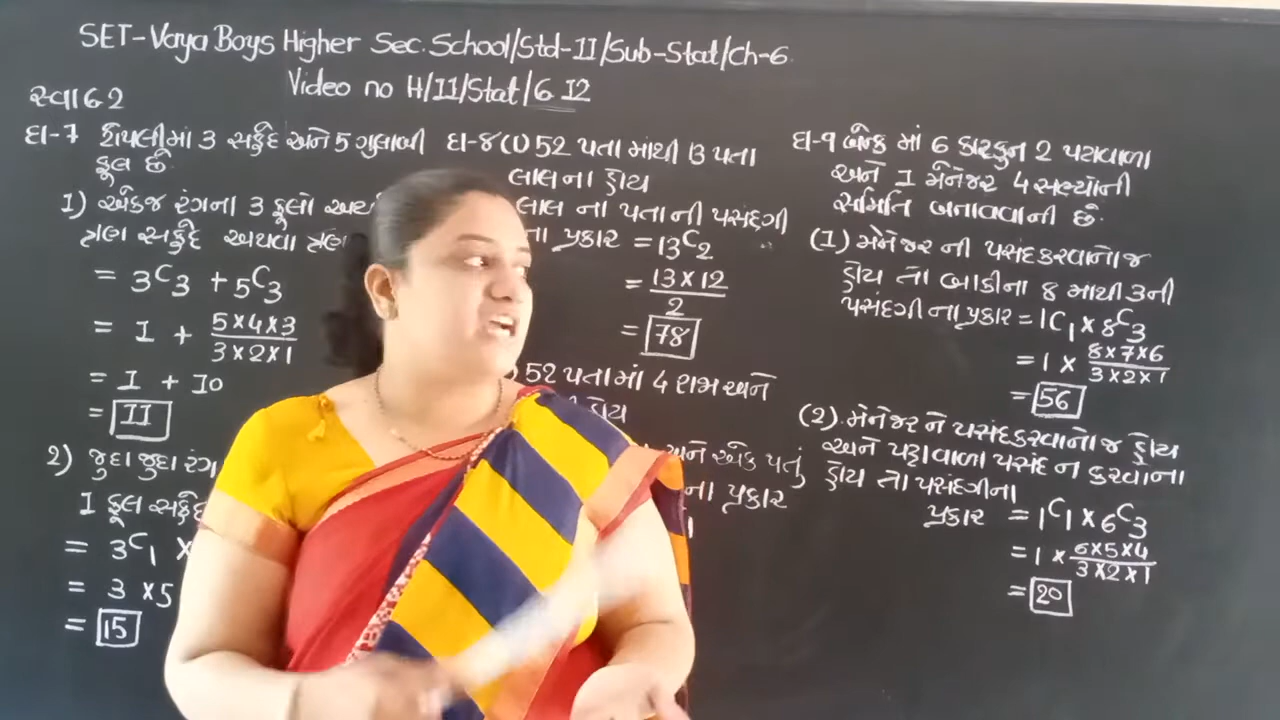 SET-Vaya Boys Higher Sec. School/Std-11/Sub-Stat/Ch-6
Video no H/11/Stat/6.12
સ્વા 6 2
દા-7 ટોપલીમાં 3 સફેદ અને 5 ગુલાબી
ફૂલ છે.
1) એકજ રંગના 3 ફૂલો
ત્રણ સફેદ અથવા ત્રણ
= 3C3 + 5C3
= 1 + 5×4×3
3×2×1
= 1 + 10
= 11
2) જુદા જુદા રંગ
1 ફૂલ સફેદ
= 3C1 ×
= 3 ×5
= 15
દા-8 (1) 52 પતા માંથી 13 પતા
લાલના હોય
લાલ ના પતાની પસંદગી
ના પ્રકાર = 13C2
= 13×12
2
= 78
52 પતામાં 4 રાજા અને
હોય
અને એક પતું
ના પ્રકાર
દા-9 બેન્ક માં 6 કારકુન 2 પટાવાળા
અને 1 મેનેજર 4 સભ્યોની
સમિતિ બનાવવાની છે.
(1) મેનેજર ની પસંદ કરવાનો જ
હોય તો બાકીના 8 માંથી 3 ની
પસંદગી ના પ્રકાર = 1C1 × 8C3
= 1 × 8×7×6
3×2×1
= 56
(2) મેનેજર ને પસંદ કરવાનો જ હોય
અને પટ્ટાવાળા પસંદ ન કરવાના
હોય તો પસંદગીના
પ્રકાર = 1C1 × 6C3
= 1 × 6×5×4
3×2×1
= 20